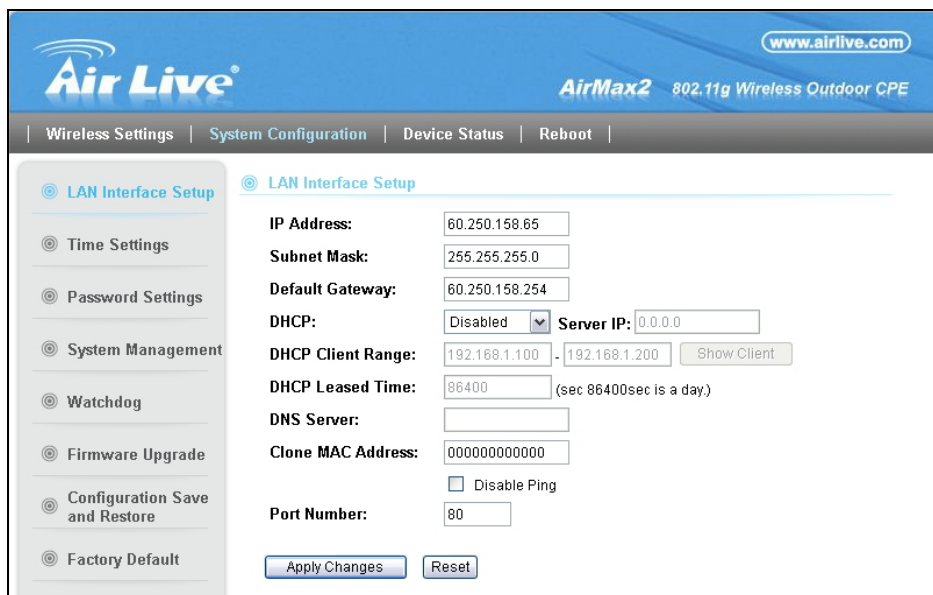 www.airlive.com
Air Live®
AirMax2 802.11g Wireless Outdoor CPE
| Wireless Settings | System Configuration | Device Status | Reboot |
LAN Interface Setup
Time Settings
Password Settings
System Management
Watchdog
Firmware Upgrade
Configuration Save
and Restore
Factory Default
LAN Interface Setup
IP Address: 60.250.158.65
Subnet Mask: 255.255.255.0
Default Gateway: 60.250.158.254
DHCP: Disabled Server IP: 0.0.0.0
DHCP Client Range: 192.168.1.100 - 192.168.1.200 Show Client
DHCP Leased Time: 86400 (sec 86400sec is a day.)
DNS Server:
Clone MAC Address: 000000000000
Disable Ping
Port Number: 80
Apply Changes Reset